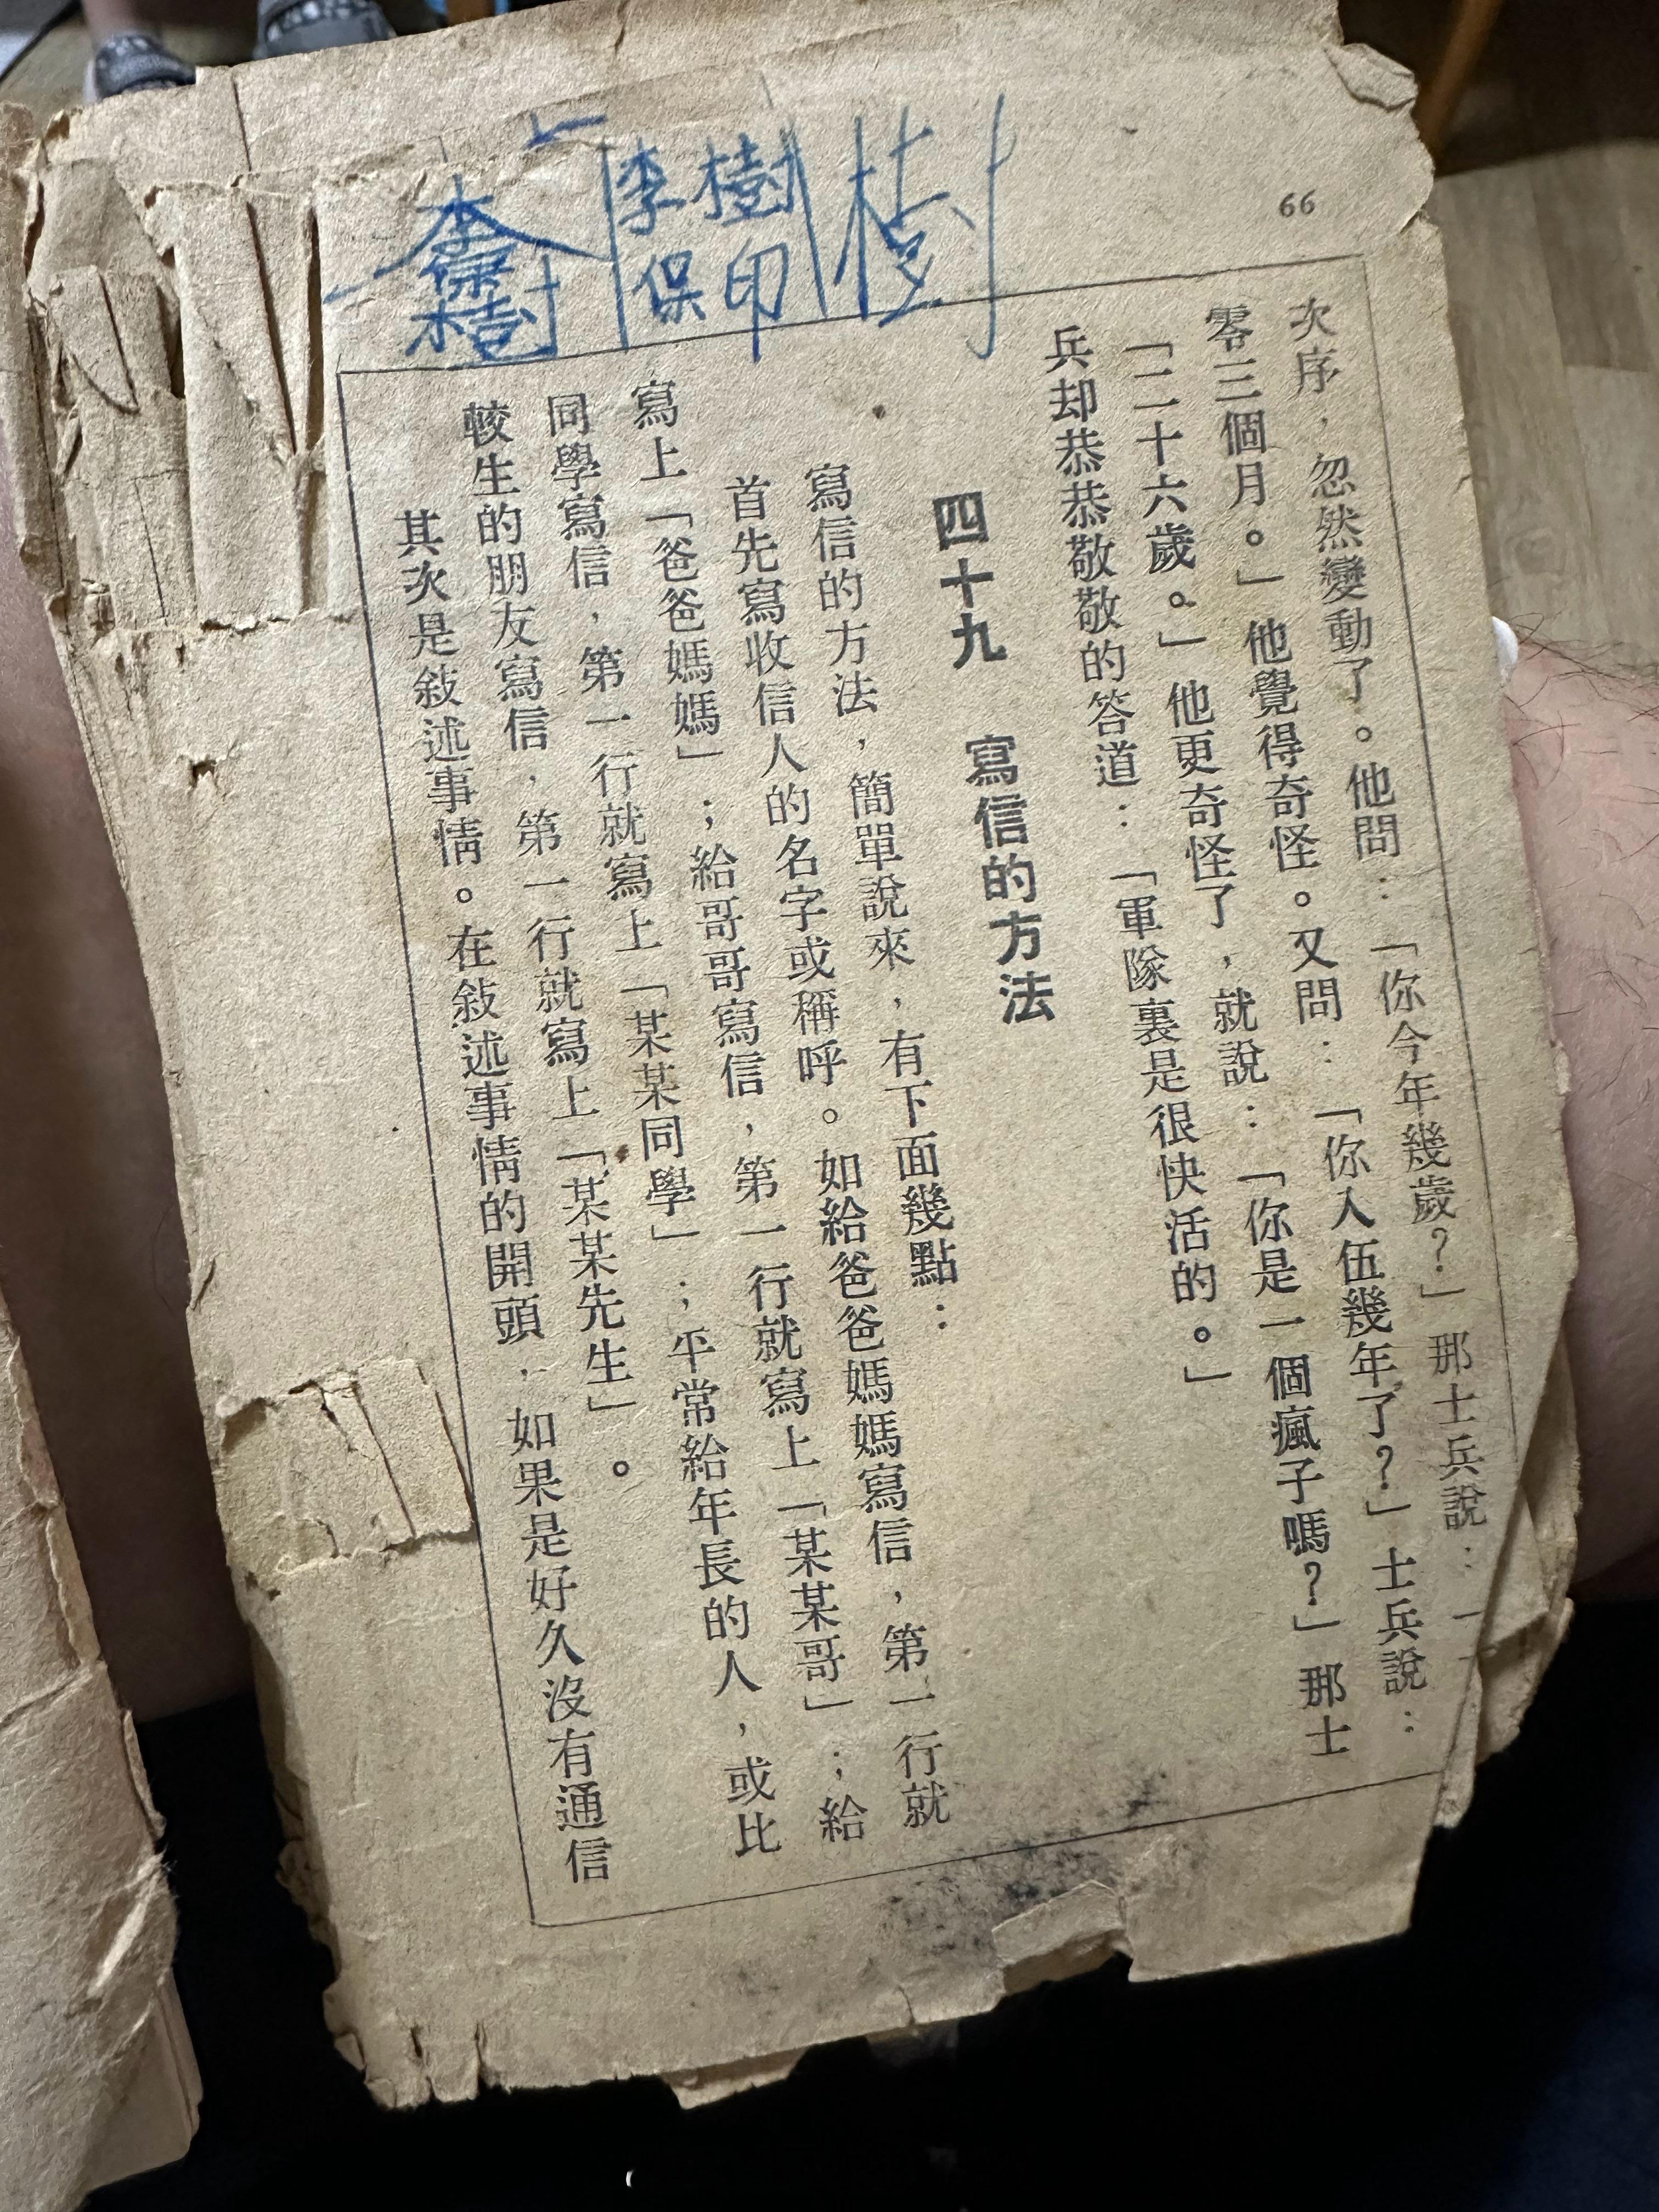 66
樹
李樹
保印
李保樹
次序,忽然變動了。他問:「你今年幾歲?」那士兵說:「
零三個月。」他覺得奇怪。又問:「你入伍幾年了?」士兵說:
「二十六歲。」他更奇怪了,就說:「你是一個瘋子嗎?」那士
兵却恭恭敬敬的答道:「軍隊裏是很快活的。」
四十九 寫信的方法
寫信的方法,簡單說來,有下面幾點:
首先寫收信人的名字或稱呼。如給爸爸媽媽寫信,第一行就
寫上「爸爸媽媽」;給哥哥寫信,第一行就寫上「某某哥」;給
同學寫信,第一行就寫上「某某同學」;平常給年長的人,或比
較生的朋友寫信,第一行就寫上「某某先生」。
其次是敍述事情。在敍述事情的開頭,如果是好久沒有通信